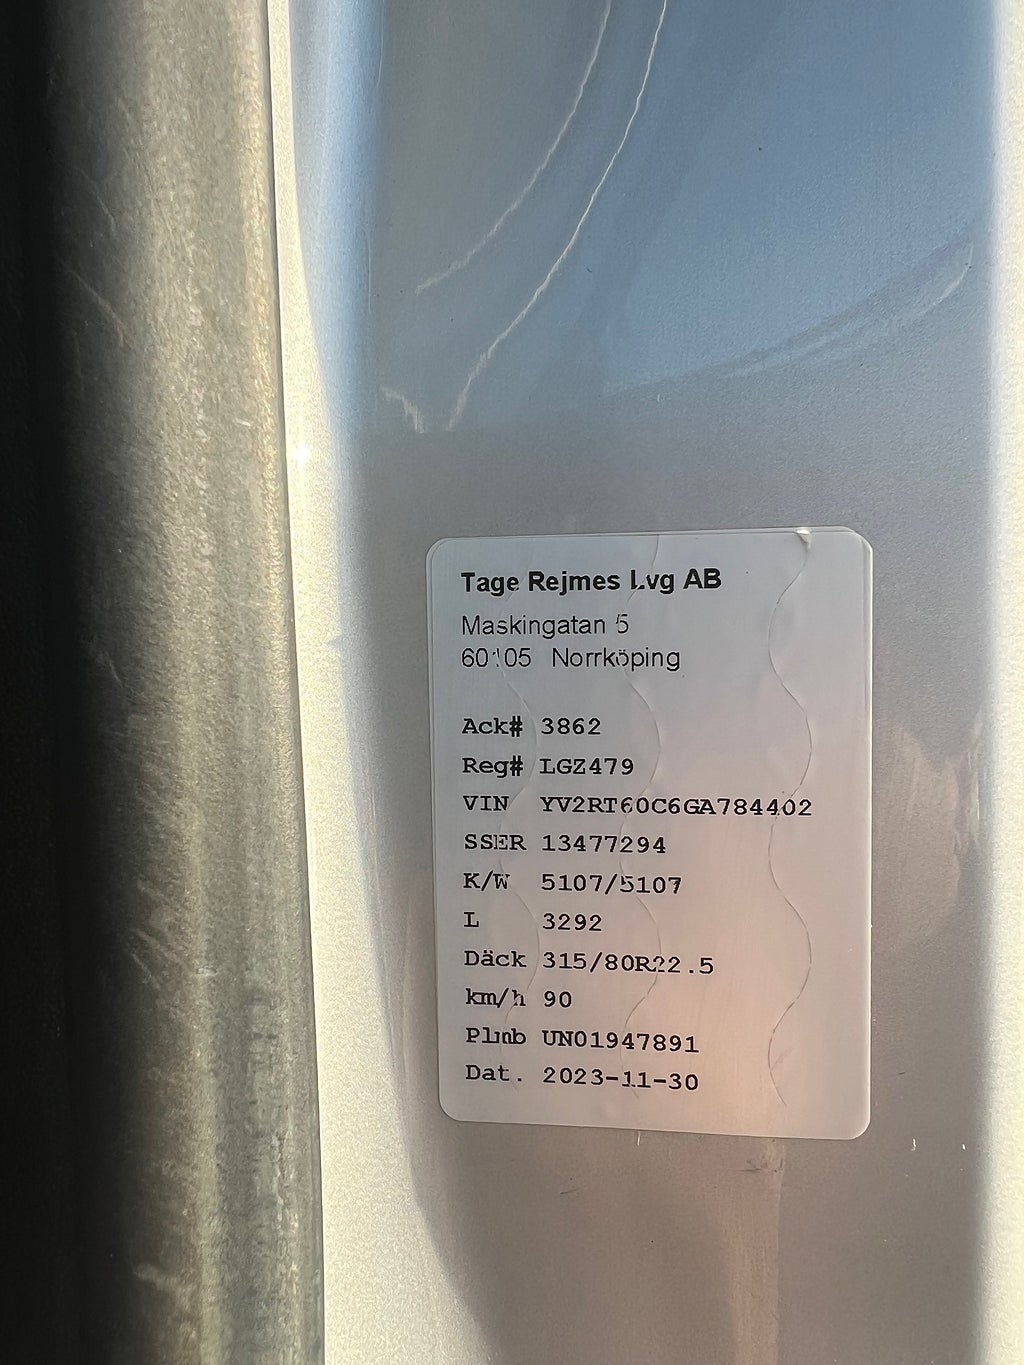 Tage Rejmes Lvg AB
Maskingatan 5
60105 Norrköping
Ack# 3862
Reg# LGZ479
VIN YV2RT60C6GA784402
SSER 13477294
K/W 5107/5107
L 3292
Däck 315/80R22.5
km/h 90
Plmb UN01947891
Dat. 2023-11-30